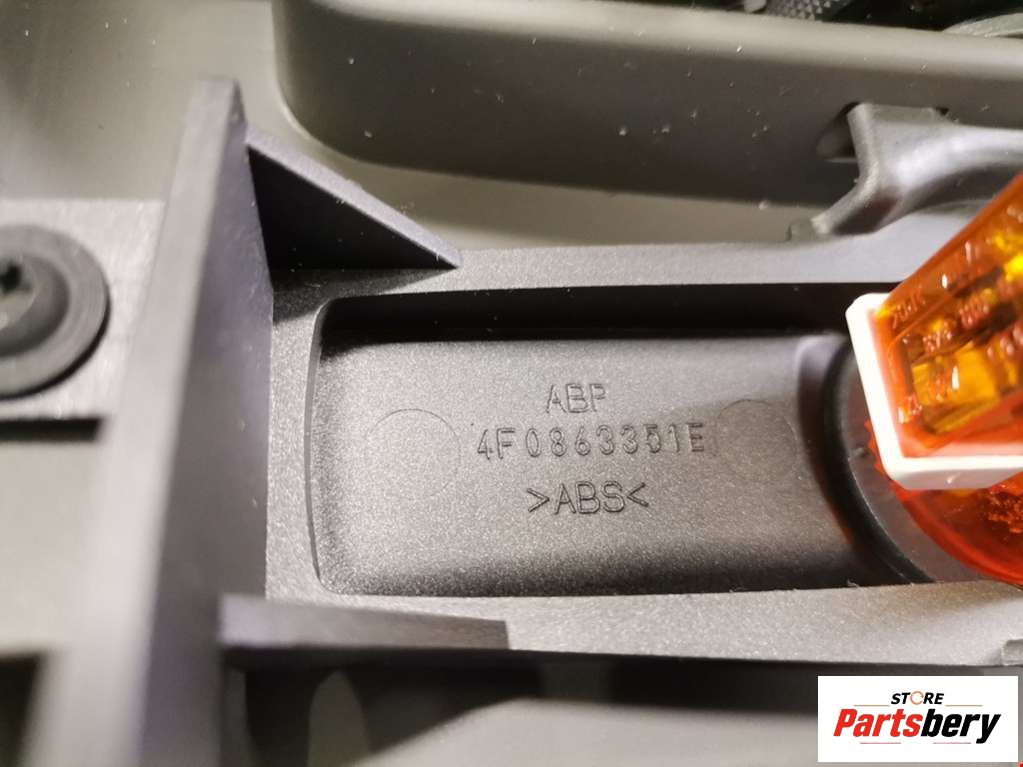 ABP
4F0863351E
>ABS<
STORE
Partsbery